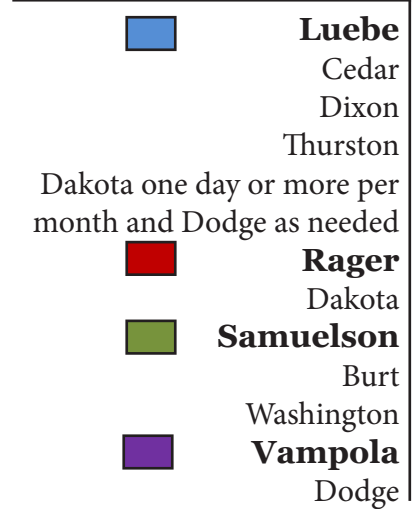 Luebe
Cedar
Dixon
Thurston
Dakota one day or more per
month and Dodge as needed
Rager
Dakota
Samuelson
Burt
Washington
Vampola
Dodge